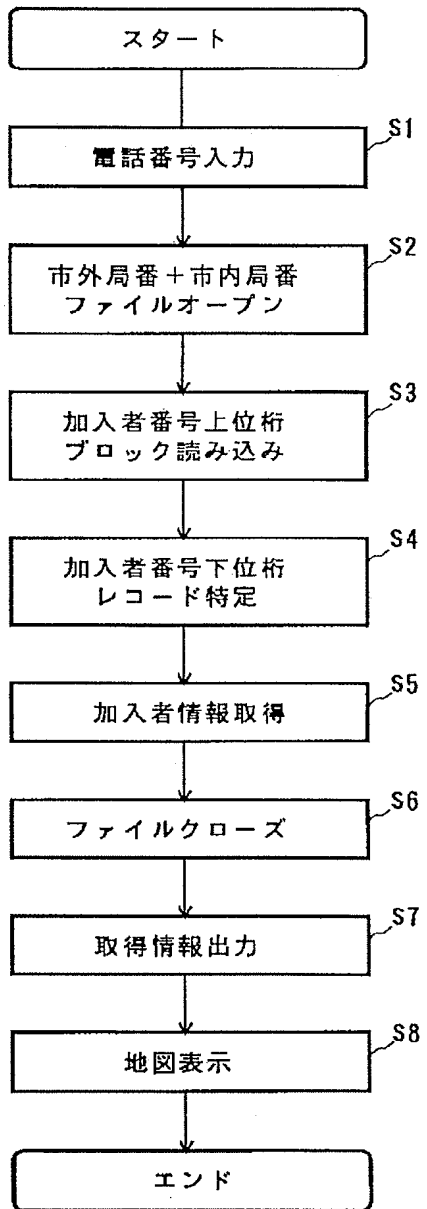 スタート
S1
電話番号入力
S2
市外局番+市内局番
ファイルオープン
S3
加入者番号上位桁
ブロック読み込み
S4
加入者番号下位桁
レコード特定
S5
加入者情報取得
S6
ファイルクローズ
S7
取得情報出力
S8
地図表示
エンド